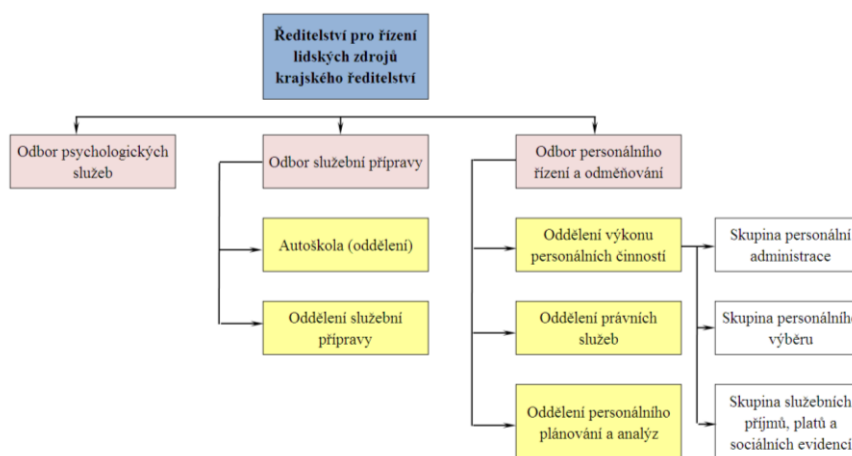 Ředitelství pro řízení
lidských zdrojů
krajského ředitelství
Odbor psychologických
služeb
Odbor služební přípravy
Odbor personálního
řízení a odměňování
Autoškola (oddělení)
Oddělení výkonu
personálních činností
Skupina personální
administrace
Oddělení služební
přípravy
Oddělení právních
služeb
Skupina personálního
výběru
Oddělení personálního
plánování a analýz
Skupina služebních
příjmů, platů a
sociálních evidencí